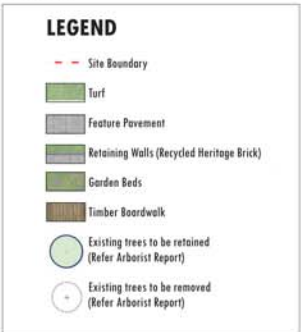 LEGEND
Site Boundary
Turf
Feature Pavement
Retaining Walls (Recycled Heritage Brick)
Garden Beds
Timber Boardwalk
Existing trees to be retained
(Refer Arborist Report)
Existing trees to be removed
(Refer Arborist Report)